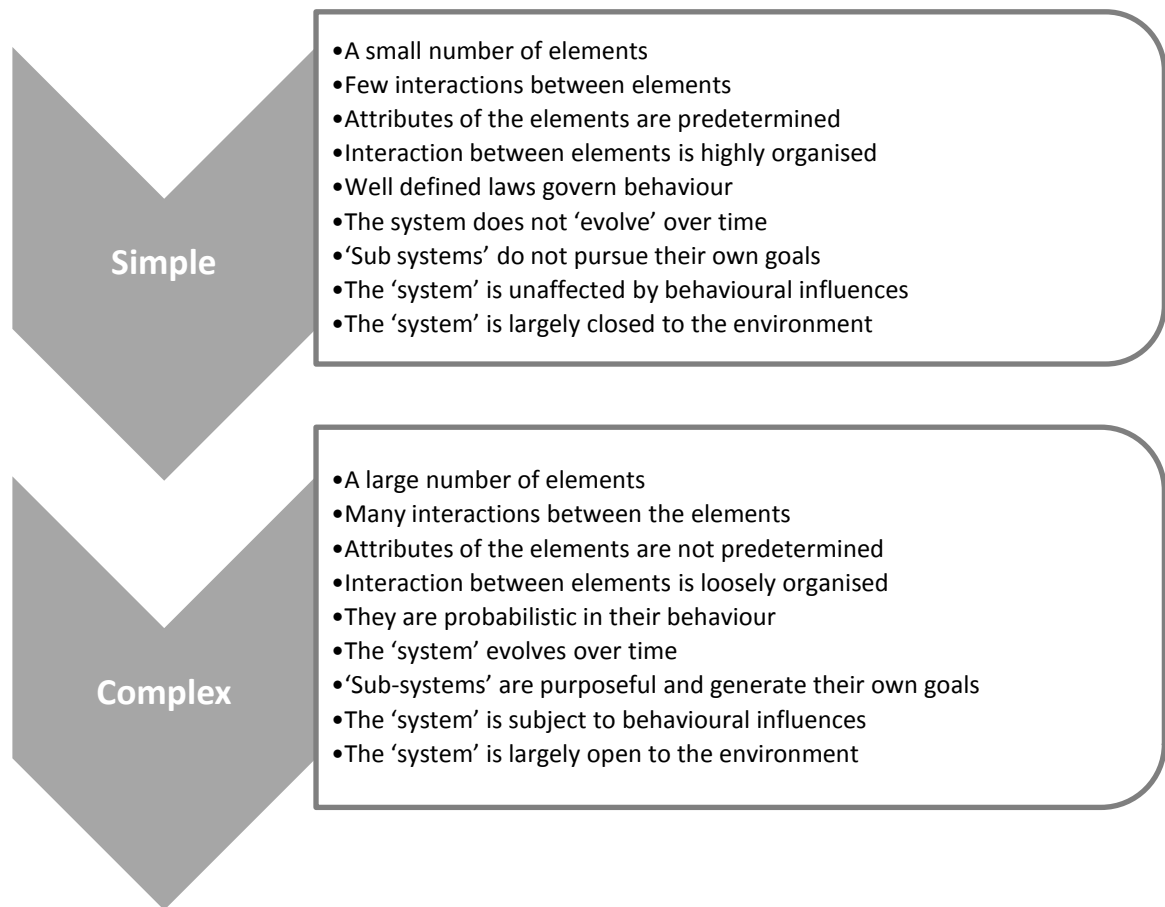 Simple
•A small number of elements
•Few interactions between elements
•Attributes of the elements are predetermined
•Interaction between elements is highly organised
•Well defined laws govern behaviour
•The system does not ‘evolve’ over time
•‘Sub systems’ do not pursue their own goals
•The ‘system’ is unaffected by behavioural influences
•The ‘system’ is largely closed to the environment
Complex
•A large number of elements
•Many interactions between the elements
•Attributes of the elements are not predetermined
•Interaction between elements is loosely organised
•They are probabilistic in their behaviour
•The ‘system’ evolves over time
•‘Sub-systems’ are purposeful and generate their own goals
•The ‘system’ is subject to behavioural influences
•The ‘system’ is largely open to the environment